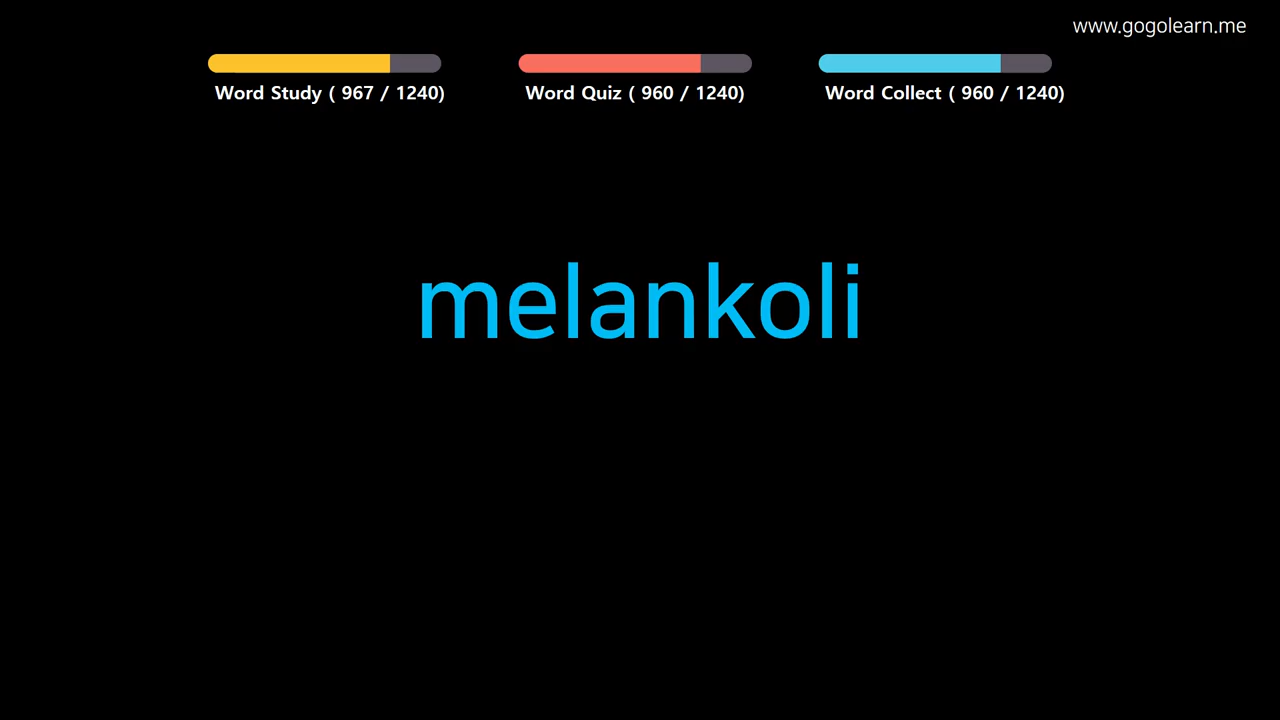 www.gogolearn.me
Word Study ( 967 / 1240)
Word Quiz ( 960 / 1240)
Word Collect ( 960 / 1240)
melankoli